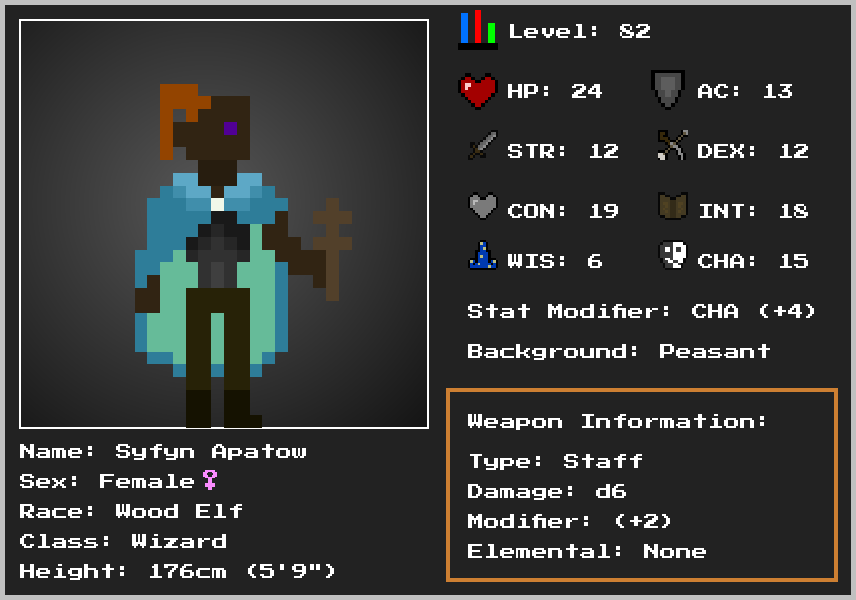 Level: 82
HP: 24 AC: 13
STR: 12 DEX: 12
CON: 19 INT: 18
WIS: 6 CHA: 15
Stat Modifier: CHA (+4)
Background: Peasant
Weapon Information:
Type: Staff
Damage: d6
Modifier: (+2)
Elemental: None
Name: Syfyn Apatow
Sex: Female♀
Race: Wood Elf
Class: Wizard
Height: 176cm (5'9")